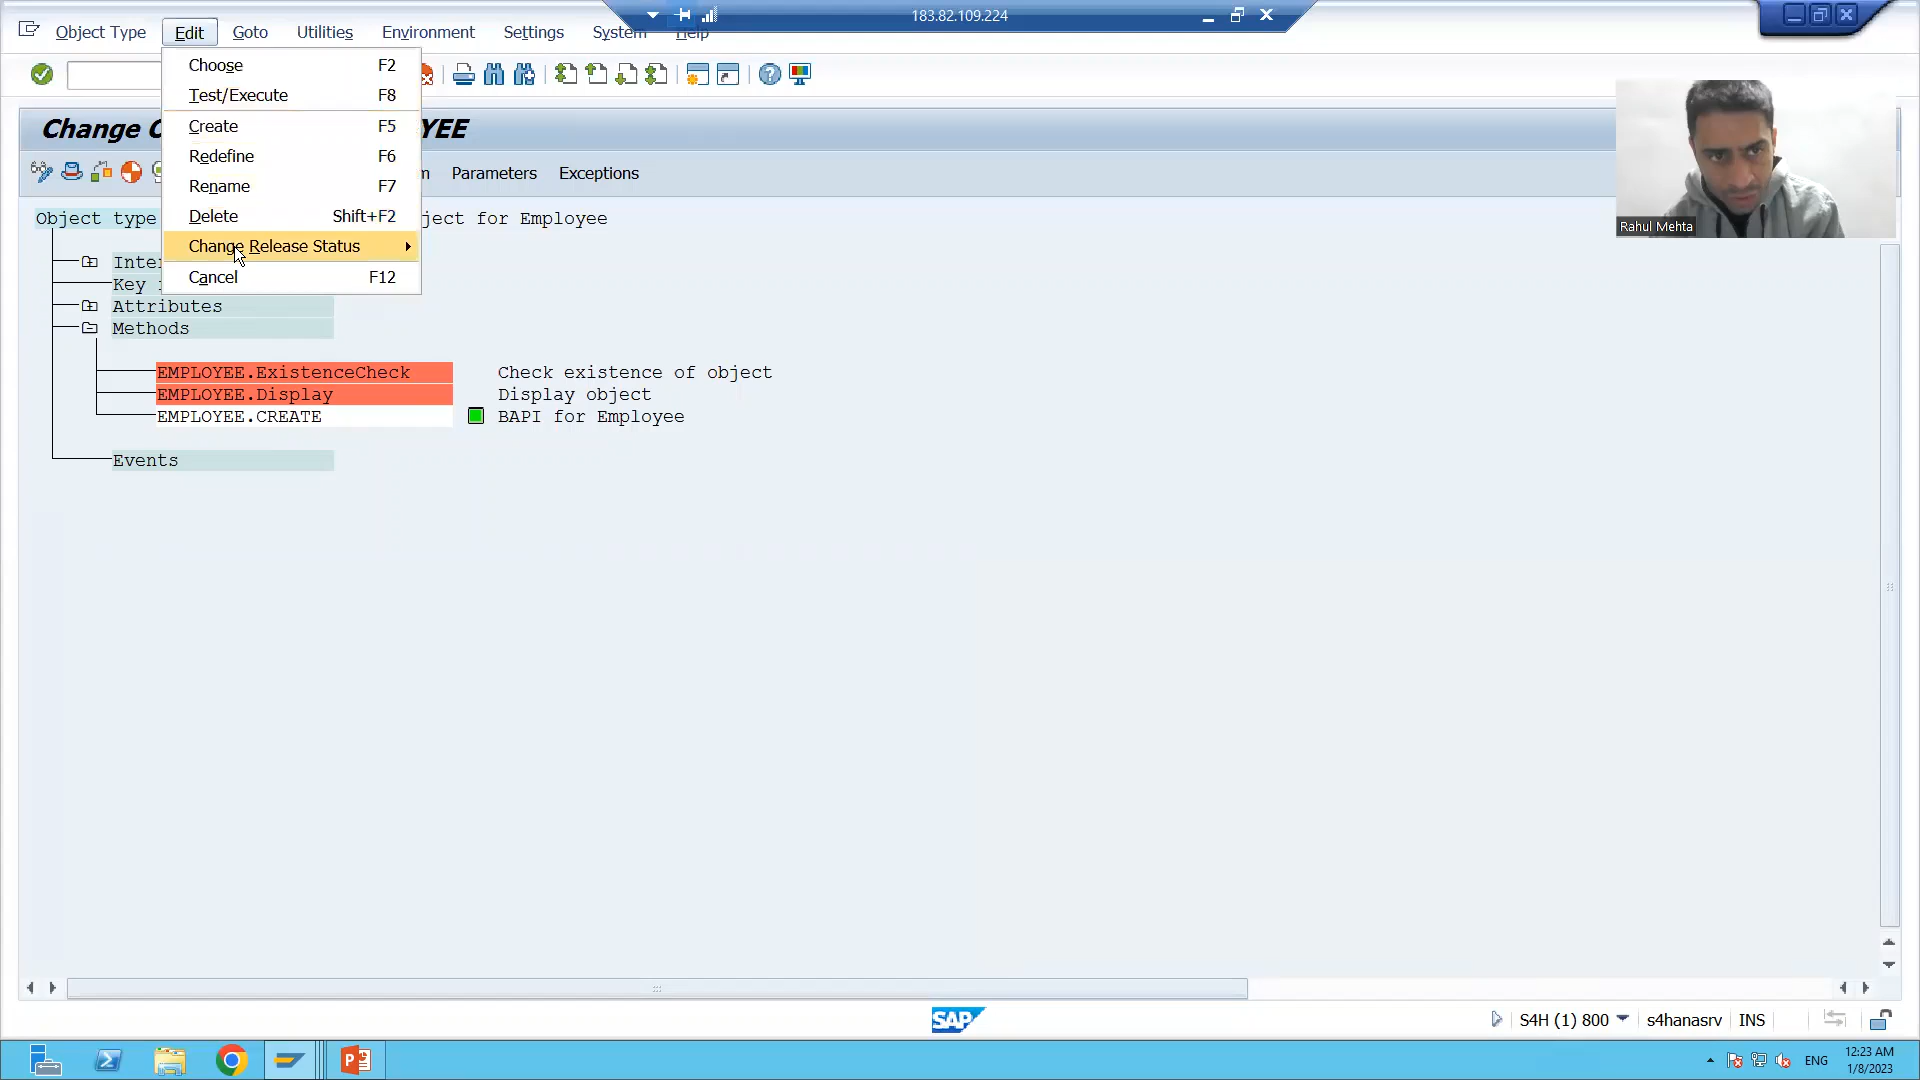 183.82.109.224
Object Type Edit Goto Utilities Environment Settings System Help
Choose F2
Test/Execute F8
Create F5
Redefine F6
Rename F7
Delete Shift+F2
Change Release Status
Cancel F12
Change
YEE
Parameters Exceptions
Object type
ject for Employee
Key
Attributes
Methods
EMPLOYEE.ExistenceCheck Check existence of object
EMPLOYEE.Display Display object
EMPLOYEE.CREATE BAPI for Employee
Events
Rahul Mehta
SAP
S4H (1) 800 s4hanasrv INS
ENG
12:23 AM
1/8/2023